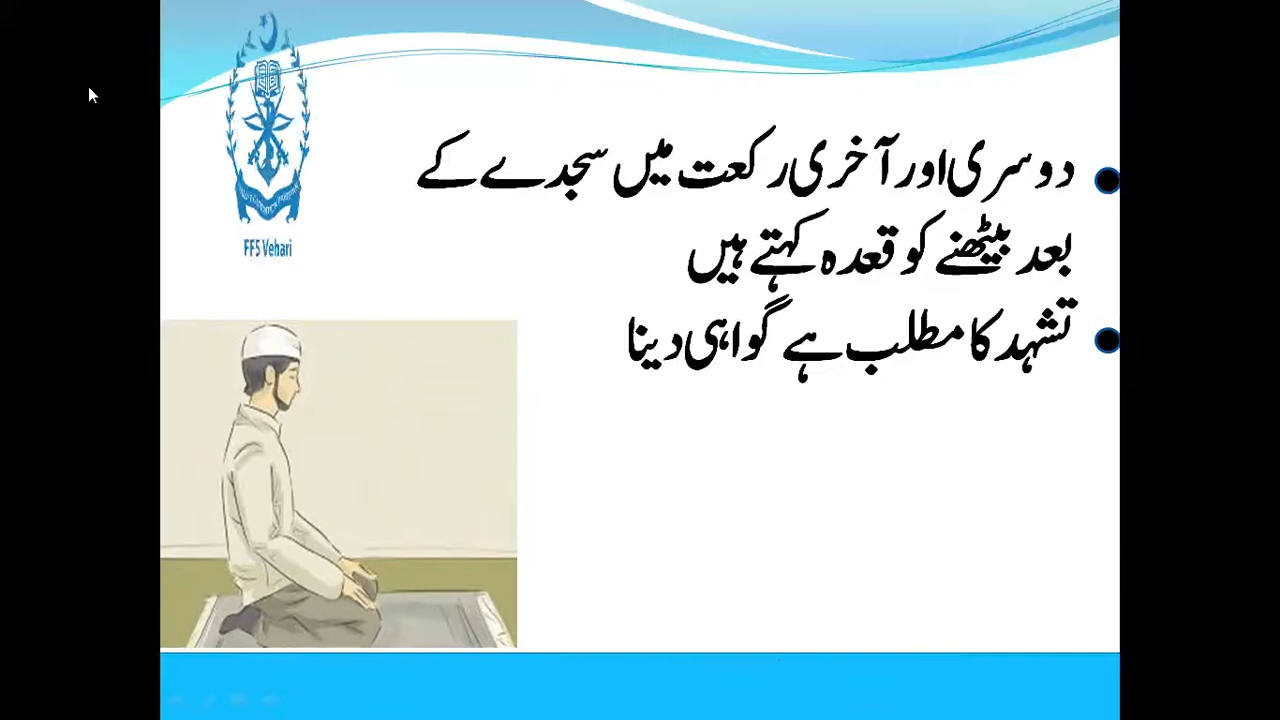 FFS Vehari
دوسری اور آخری رکعت میں سجدے کے
بعد بیٹھنے کو قعدہ کہتے ہیں
تشہد کا مطلب ہے گواہی دینا